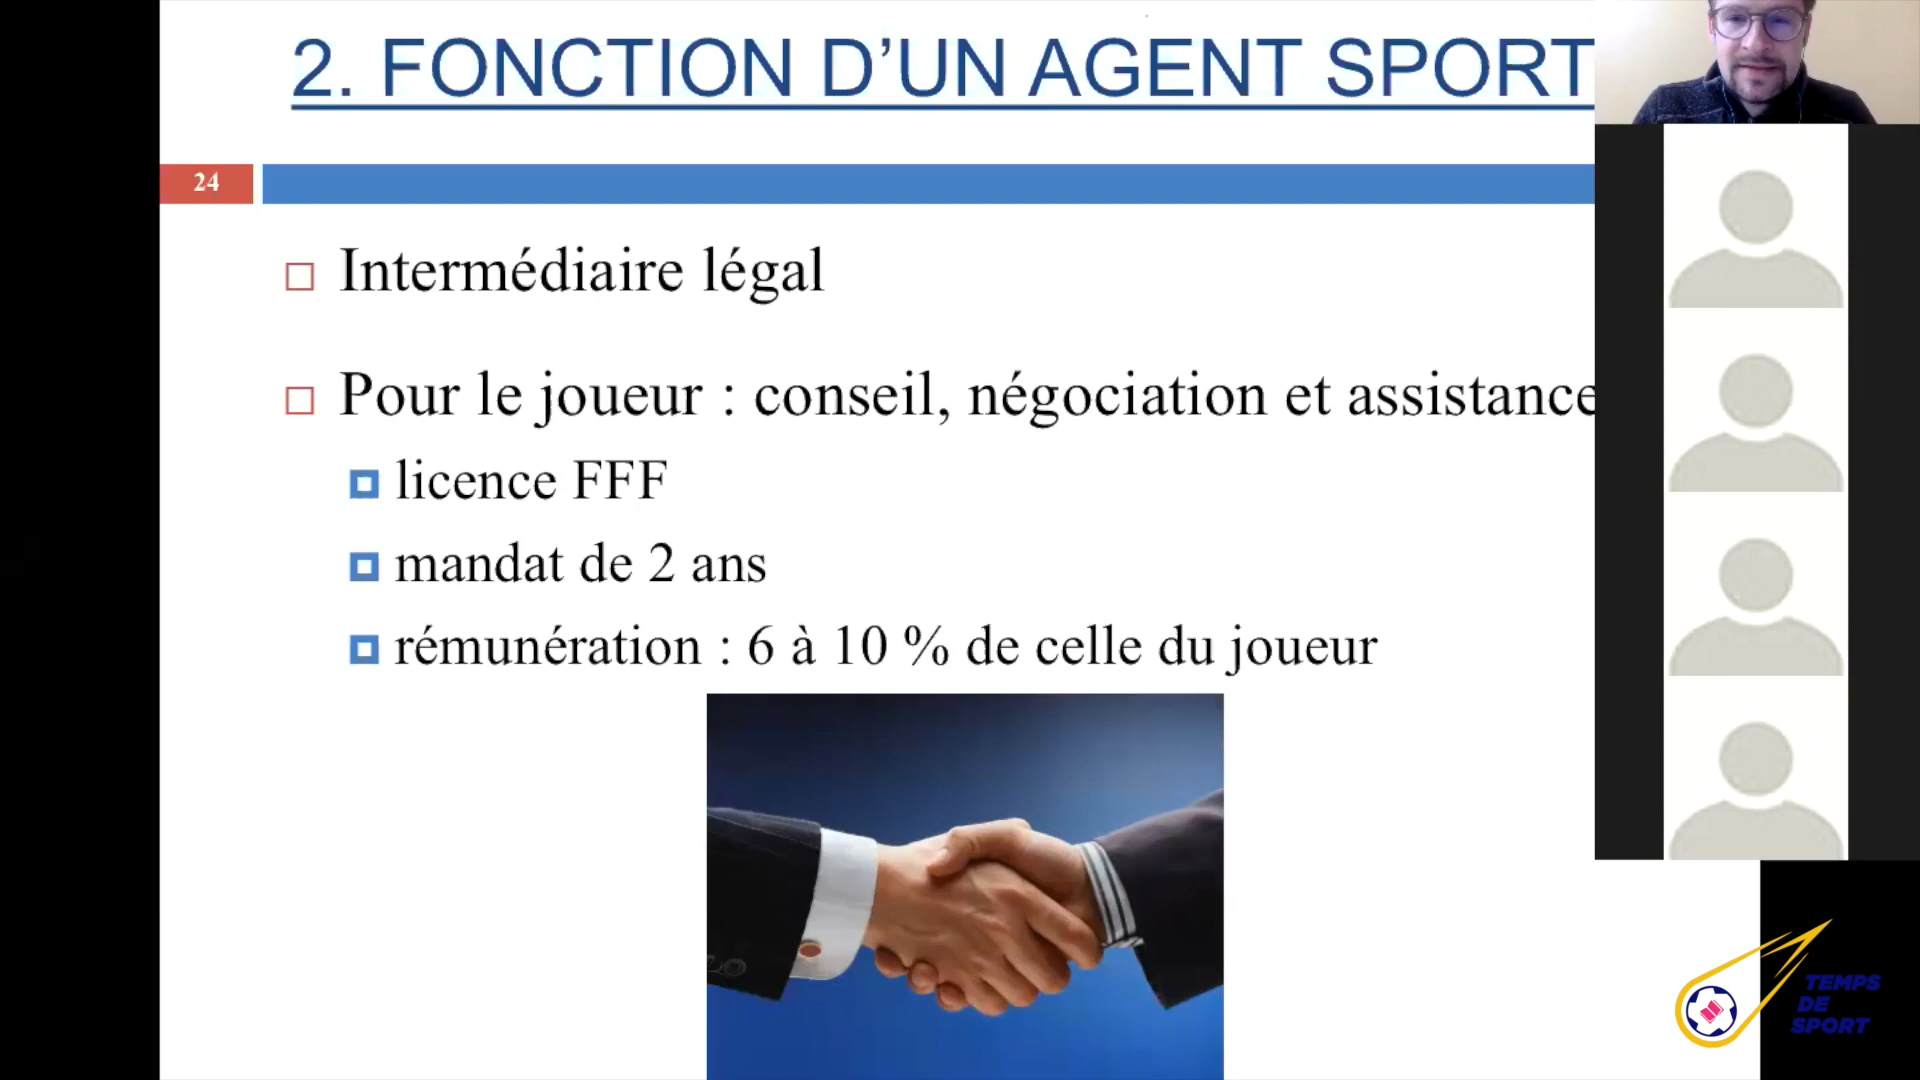 2. FONCTION D’UN AGENT SPORT
24
Intermédiaire légal
Pour le joueur : conseil, négociation et assistance
licence FFF
mandat de 2 ans
rémunération : 6 à 10 % de celle du joueur
TEMPS
DE
SPORT